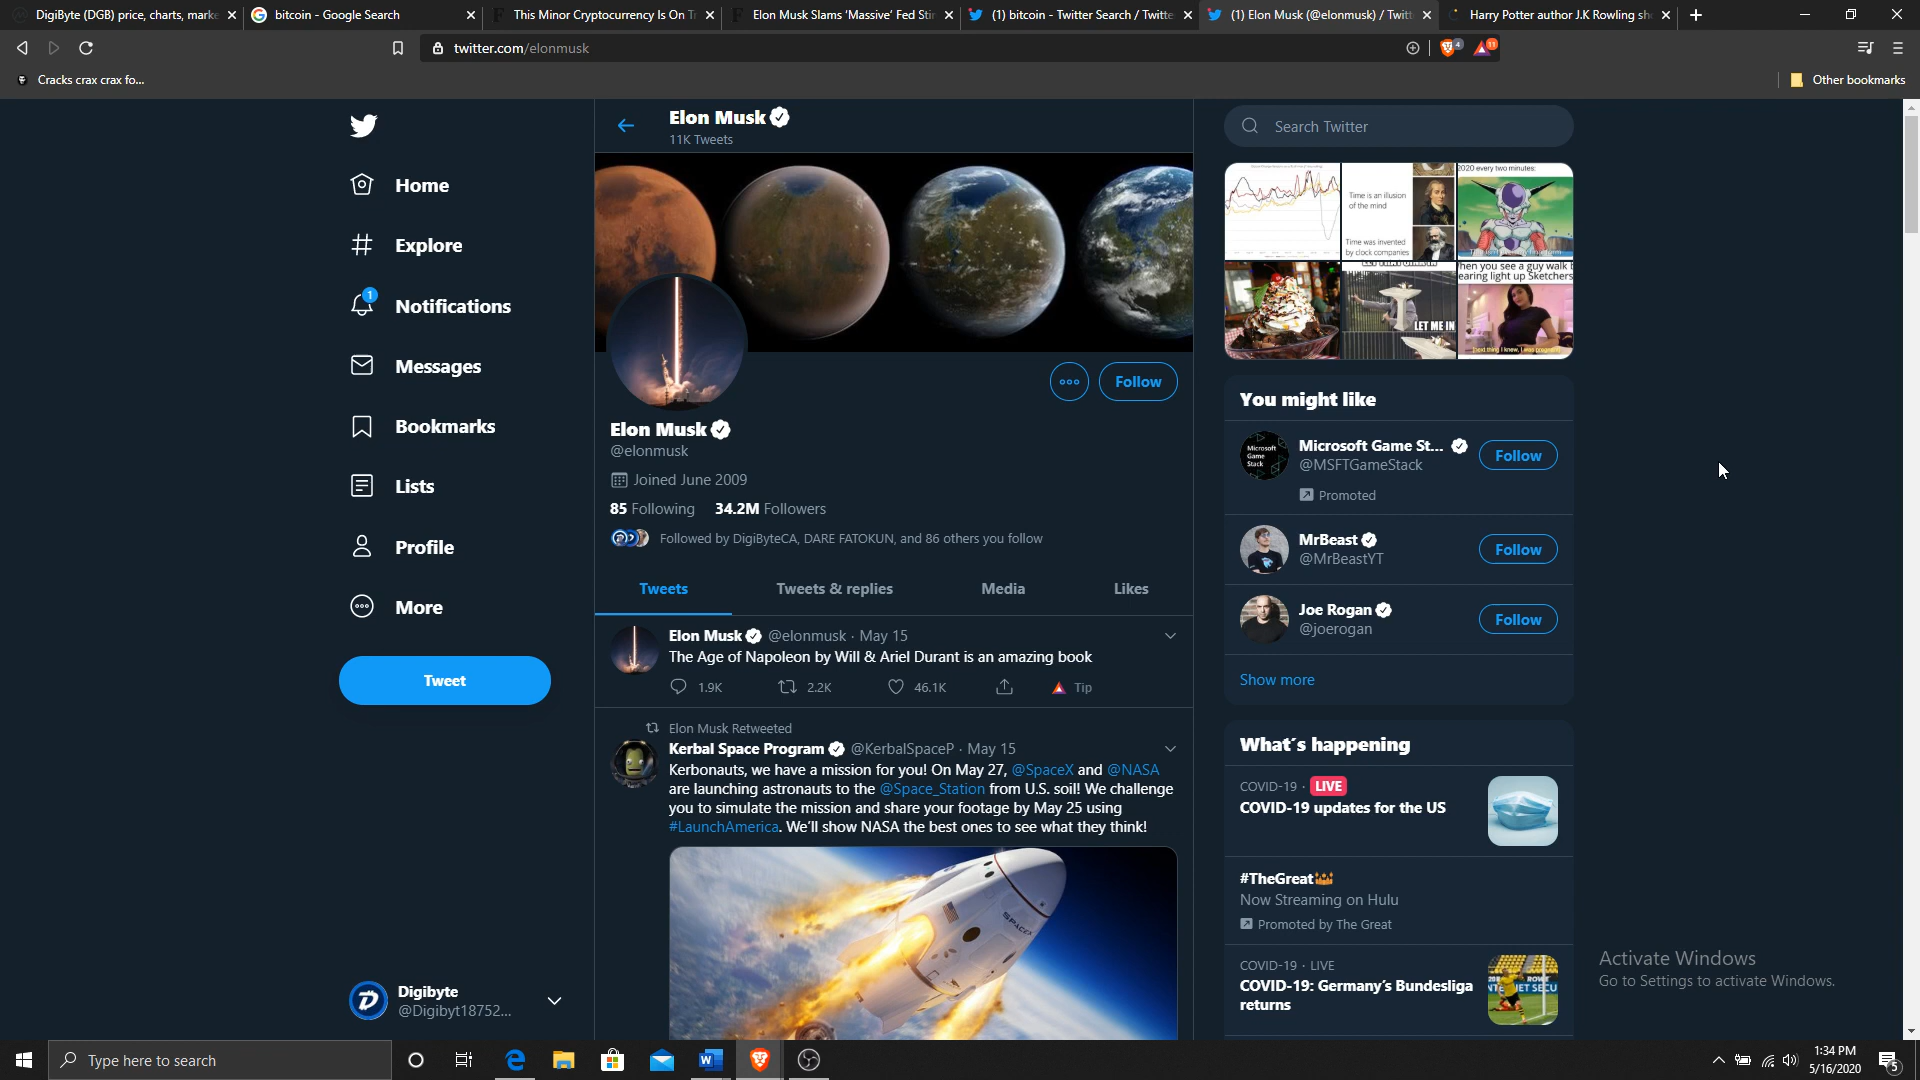 DigiByte (DGB) price, charts, marke
bitcoin - Google Search
This Minor Cryptocurrency Is On Tr
Elon Musk Slams 'Massive' Fed Stir
(1) bitcoin - Twitter Search / Twitte
(1) Elon Musk (@elonmusk) / Twitt
Harry Potter author J.K Rowling sh
twitter.com/elonmusk
4
11
Cracks crax crax fo...
Other bookmarks
Home
Explore
1
Notifications
Messages
Bookmarks
Lists
Profile
More
Tweet
Digibyte
@Digibyt18752...
Elon Musk
11K Tweets
Follow
Elon Musk
@elonmusk
Joined June 2009
85 Following 34.2M Followers
Followed by DigiByteCA, DARE FATOKUN, and 86 others you follow
Tweets
Tweets & replies
Media
Likes
Elon Musk @elonmusk · May 15
The Age of Napoleon by Will & Ariel Durant is an amazing book
1.9K 2.2K 46.1K Tip
Elon Musk Retweeted
Kerbal Space Program @KerbalSpaceP · May 15
Kerbonauts, we have a mission for you! On May 27, @SpaceX and @NASA
are launching astronauts to the @Space_Station from U.S. soil! We challenge
you to simulate the mission and share your footage by May 25 using
#LaunchAmerica. We'll show NASA the best ones to see what they think!
SPACEX
Search Twitter
Time is an illusion
of the mind
Time was invented
by clock companies
2020 every two minutes:
LET ME IN
hen you see a guy walk
earing light up Sketchers
You might like
Microsoft
Game
Stack
Microsoft Game St...
@MSFTGameStack
Promoted
Follow
MrBeast
@MrBeastYT
Follow
Joe Rogan
@joerogan
Follow
Show more
What's happening
COVID-19 · LIVE
COVID-19 updates for the US
#TheGreat
Now Streaming on Hulu
Promoted by The Great
COVID-19 · LIVE
COVID-19: Germany's Bundesliga
returns
Activate Windows
Go to Settings to activate Windows.
Type here to search
1:34 PM
5/16/2020
5